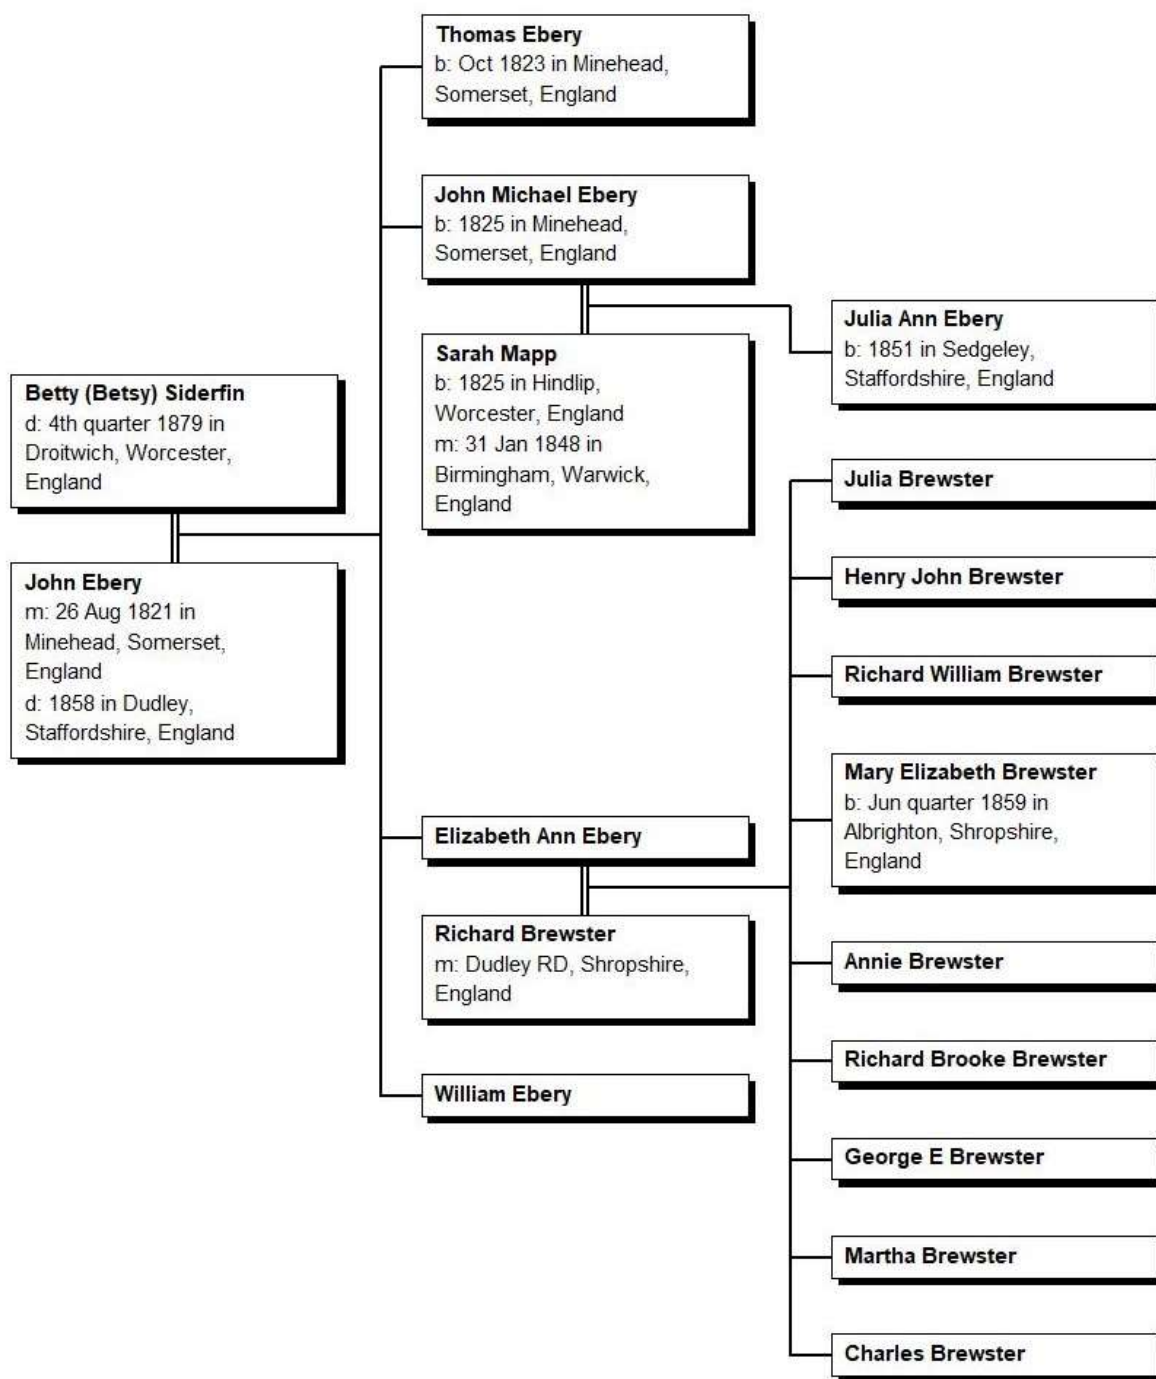 Thomas Ebery
b: Oct 1823 in Minehead,
Somerset, England
John Michael Ebery
b: 1825 in Minehead,
Somerset, England
Sarah Mapp
b: 1825 in Hindlip,
Worcester, England
m: 31 Jan 1848 in
Birmingham, Warwick,
England
Julia Ann Ebery
b: 1851 in Sedgeley,
Staffordshire, England
Betty (Betsy) Siderfin
d: 4th quarter 1879 in
Droitwich, Worcester,
England
John Ebery
m: 26 Aug 1821 in
Minehead, Somerset,
England
d: 1858 in Dudley,
Staffordshire, England
Elizabeth Ann Ebery
Richard Brewster
m: Dudley RD, Shropshire,
England
William Ebery
Julia Brewster
Henry John Brewster
Richard William Brewster
Mary Elizabeth Brewster
b: Jun quarter 1859 in
Albrighton, Shropshire,
England
Annie Brewster
Richard Brooke Brewster
George E Brewster
Martha Brewster
Charles Brewster